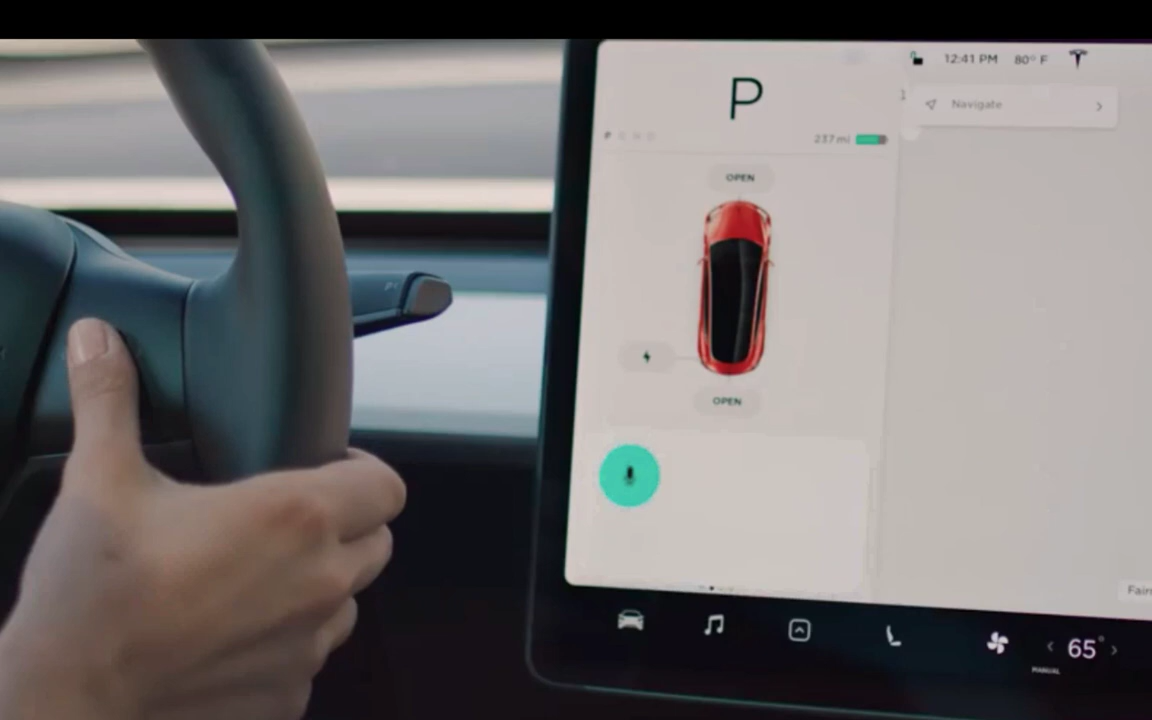 P
12:41 PM 80° F
Navigate
P R N D
237 mi
OPEN
OPEN
MANUAL
65°